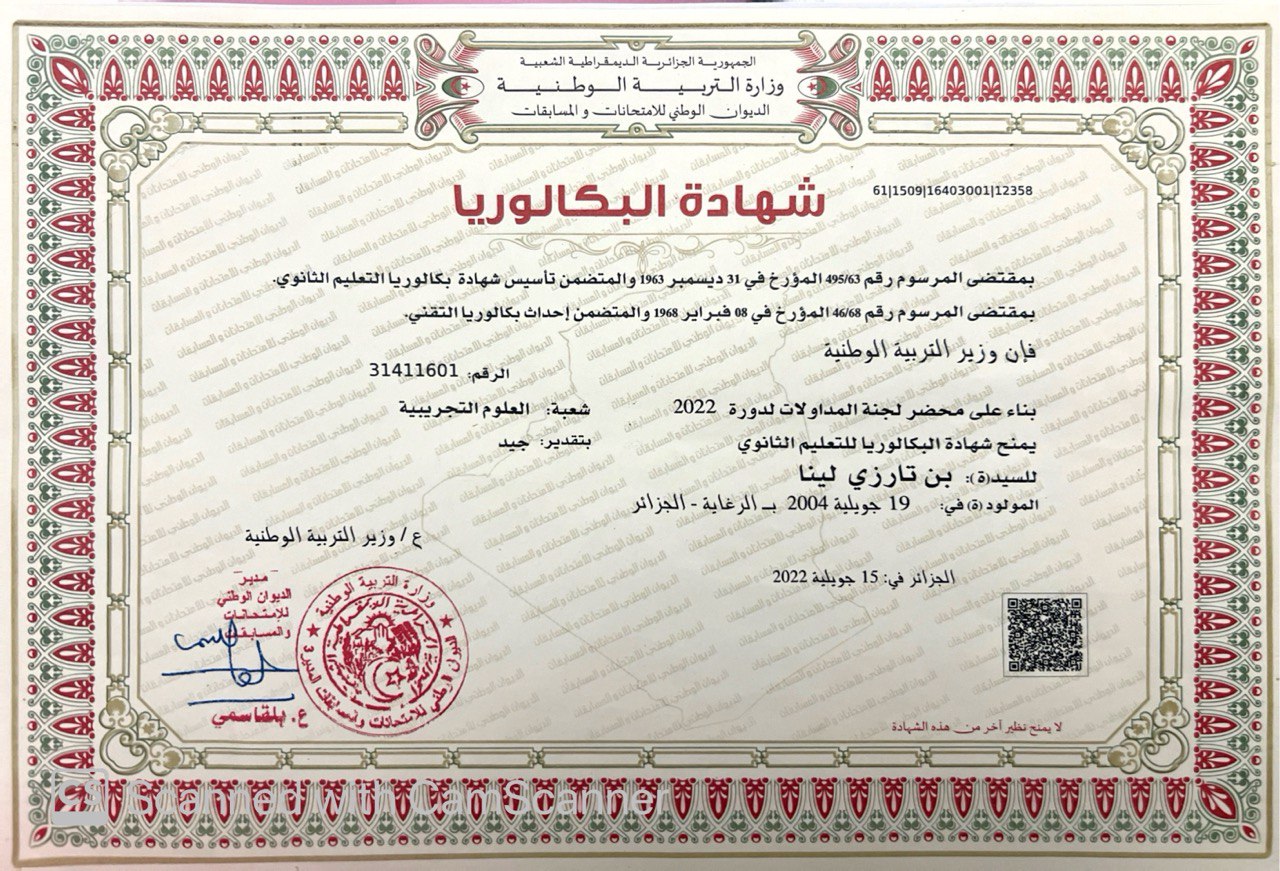 الجمهورية الجزائرية الديمقراطية الشعبية
وزارة التربية الوطنية
الديوان الوطني للامتحانات و المسابقات
61|1509|16403001|12358
شهادة البكالوريا
بمقتضى المرسوم رقم 495/63 المؤرخ في 31 ديسمبر 1963 والمتضمن تأسيس شهادة بكالوريا التعليم الثانوي.
بمقتضى المرسوم رقم 46/68 المؤرخ في 08 فبراير 1968 والمتضمن إحداث بكالوريا التقني.
فإن وزير التربية الوطنية
الرقم: 31411601
بناء على محضر لجنة المداولات لدورة 2022 شعبة: العلوم التجريبية
يمنح شهادة البكالوريا للتعليم الثانوي بتقدير: جيد
للسيد(ة): بن تارزي لينا
المولود(ة) في: 19 جويلية 2004 بـ الرغاية - الجزائر
ع / وزير التربية الوطنية
الجزائر في: 15 جويلية 2022
مدير
الديوان الوطني
للامتحانات
والمسابقات
ع. بلقاسمي
وزارة التربية الوطنية
لا يمنح نظير آخر من هذه الشهادة
CS Scanned with CamScanner